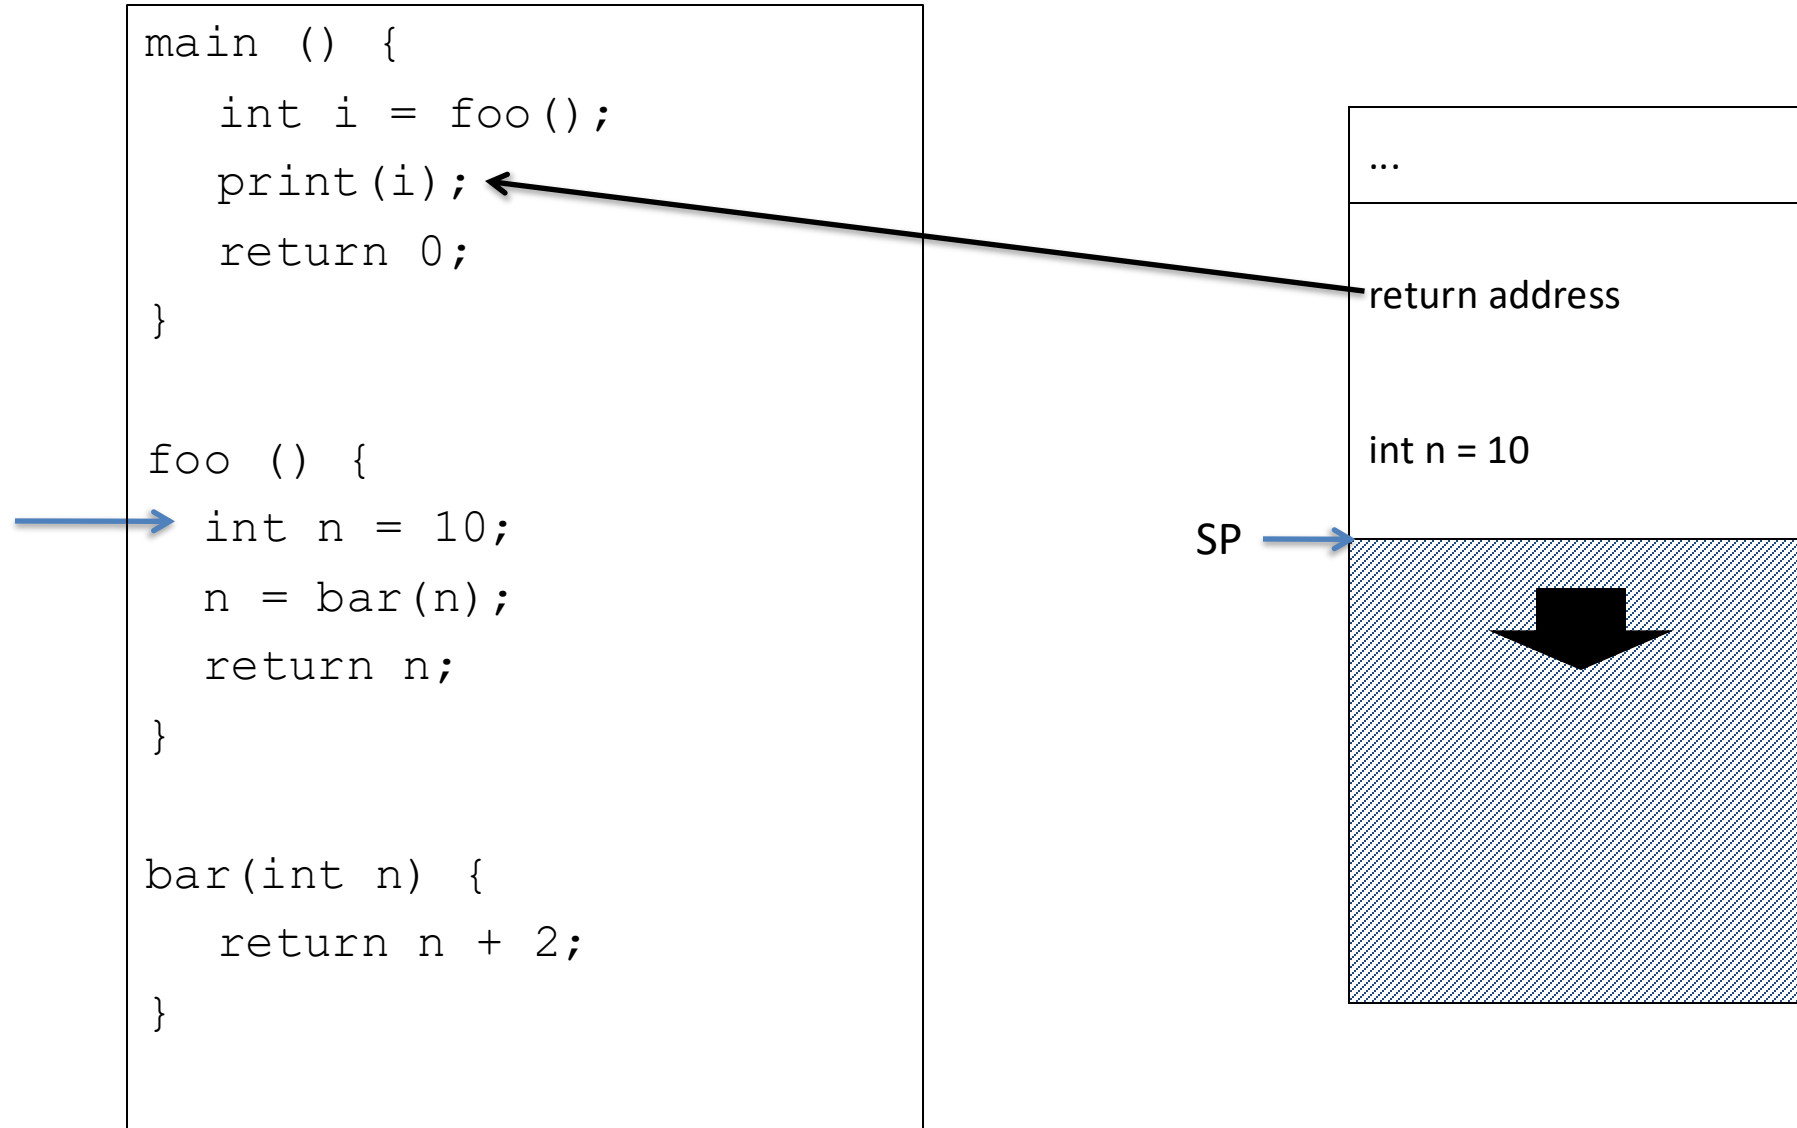 main () {
int i = foo();
print(i);
return 0;
}
foo () {
int n = 10;
n = bar(n);
return n;
}
bar(int n) {
return n + 2;
}
...
return address
int n = 10
SP